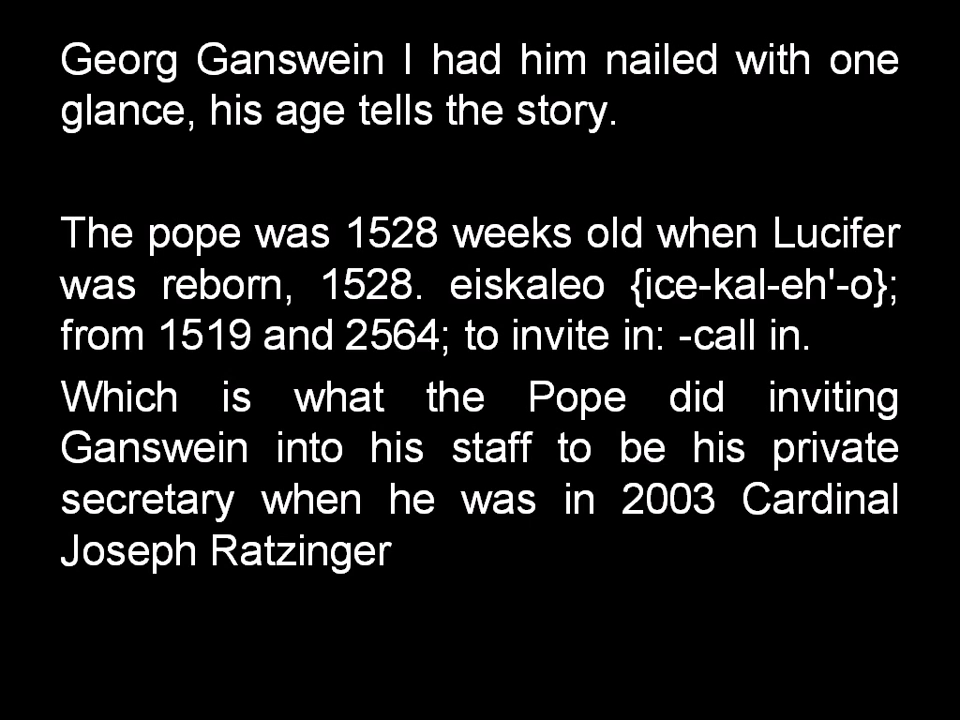 Georg Ganswein I had him nailed with one
glance, his age tells the story.
The pope was 1528 weeks old when Lucifer
was reborn, 1528. eiskaleo {ice-kal-eh'-o};
from 1519 and 2564; to invite in: -call in.
Which is what the Pope did inviting
Ganswein into his staff to be his private
secretary when he was in 2003 Cardinal
Joseph Ratzinger